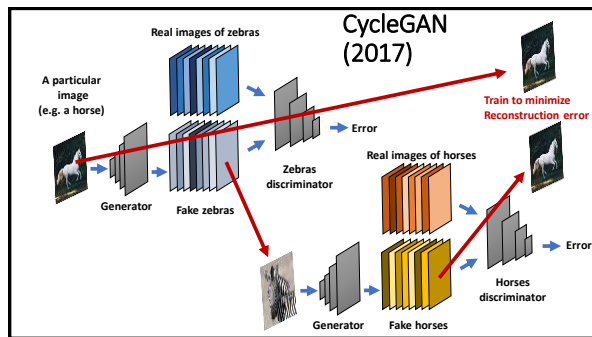 CycleGAN
(2017)
Real images of zebras
A particular
image
(e.g. a horse)
Train to minimize
Reconstruction error
Error
Zebras
discriminator
Generator
Fake zebras
Real images of horses
Error
Horses
discriminator
Generator
Fake horses